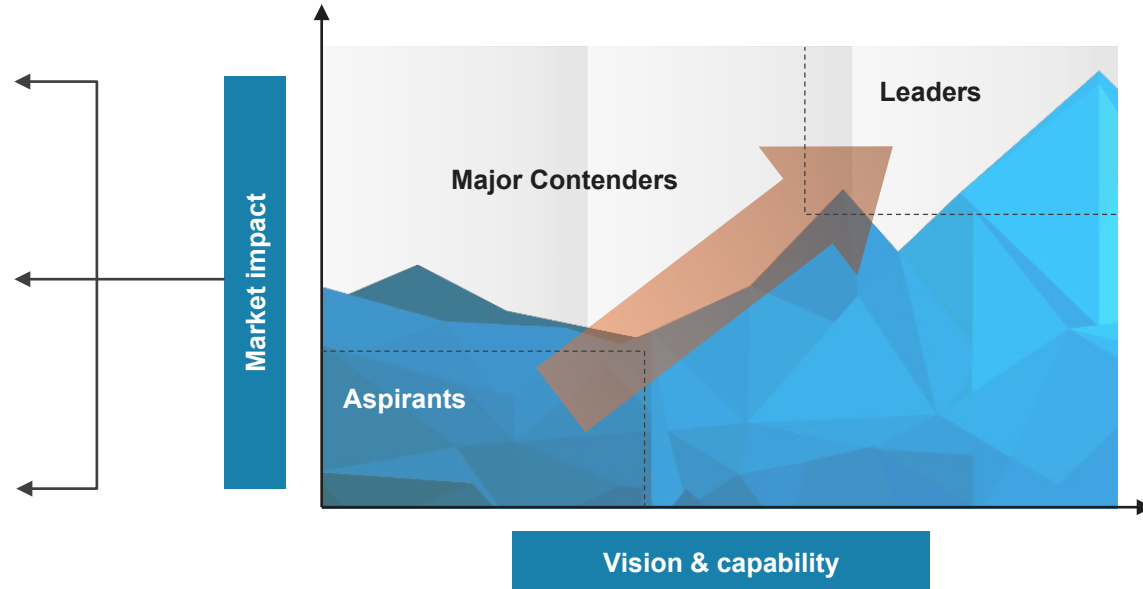 Leaders
Major Contenders
Market impact
Aspirants
Vision & capability